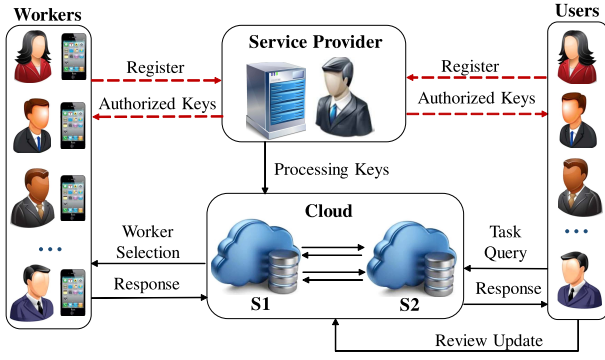 Workers
Users
Service Provider
Register
Register
Authorized Keys
Authorized Keys
Processing Keys
Cloud
Worker
Selection
Task
Query
Response
Response
S1
S2
Review Update